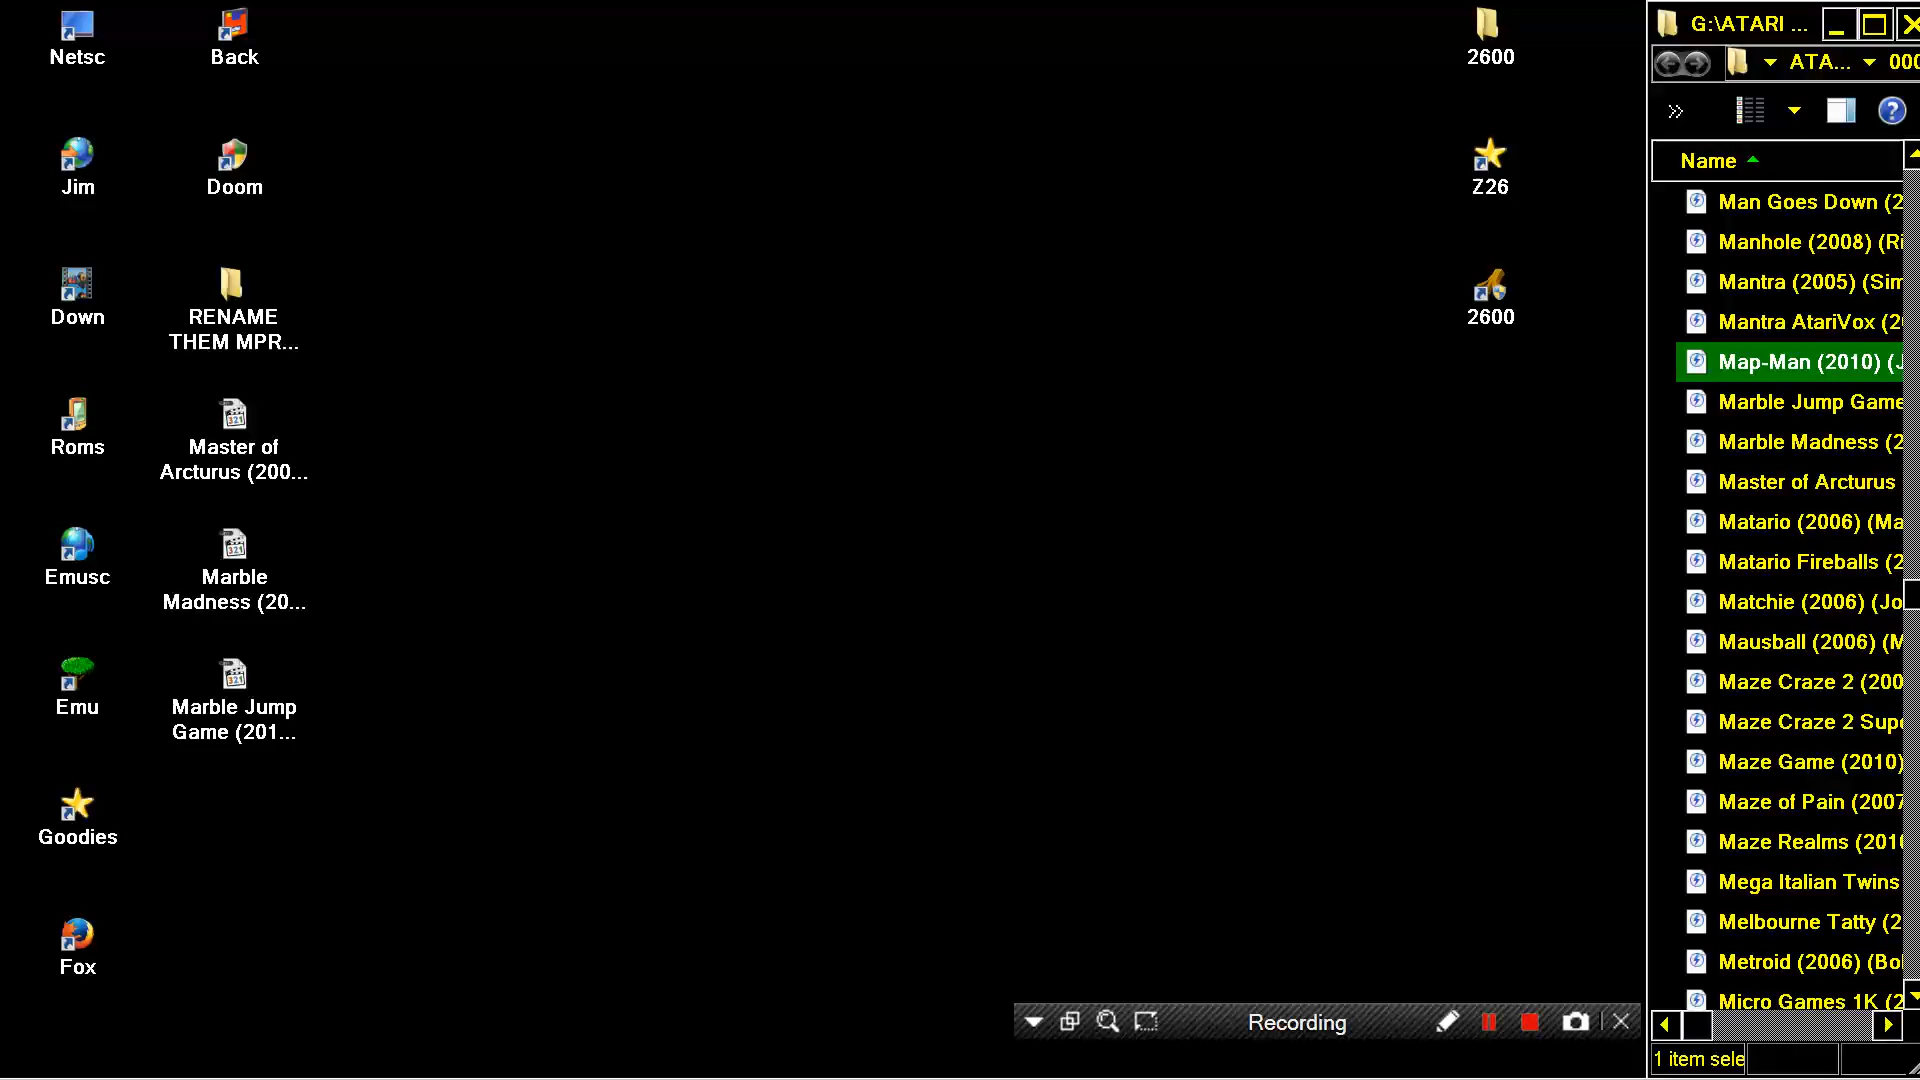 Netsc
Back
Jim
Doom
Down
RENAME
THEM MPR...
Roms
Master of
Arcturus (200...
Emusc
Marble
Madness (20...
Emu
Marble Jump
Game (201...
Goodies
Fox
2600
Z26
2600
Recording
G:\ATARI ...
ATA... 000
Name
Man Goes Down (2
Manhole (2008) (Ri
Mantra (2005) (Sim
Mantra AtariVox (2
Map-Man (2010) (J
Marble Jump Game
Marble Madness (2
Master of Arcturus
Matario (2006) (Ma
Matario Fireballs (2
Matchie (2006) (Jo
Mausball (2006) (M
Maze Craze 2 (200
Maze Craze 2 Supe
Maze Game (2010)
Maze of Pain (2007
Maze Realms (2010
Mega Italian Twins
Melbourne Tatty (2
Metroid (2006) (Bo
Micro Games 1K (2
1 item sele